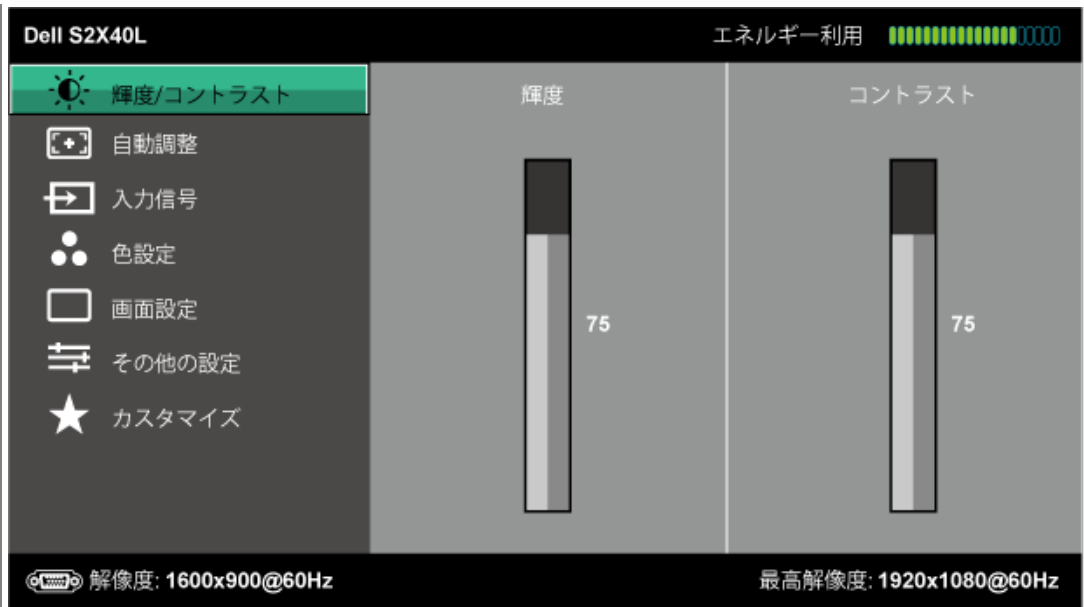 Dell S2X40L
エネルギー利用
輝度/コントラスト
輝度
コントラスト
自動調整
入力信号
色設定
画面設定
その他の設定
カスタマイズ
75
75
解像度: 1600x900@60Hz
最高解像度: 1920x1080@60Hz